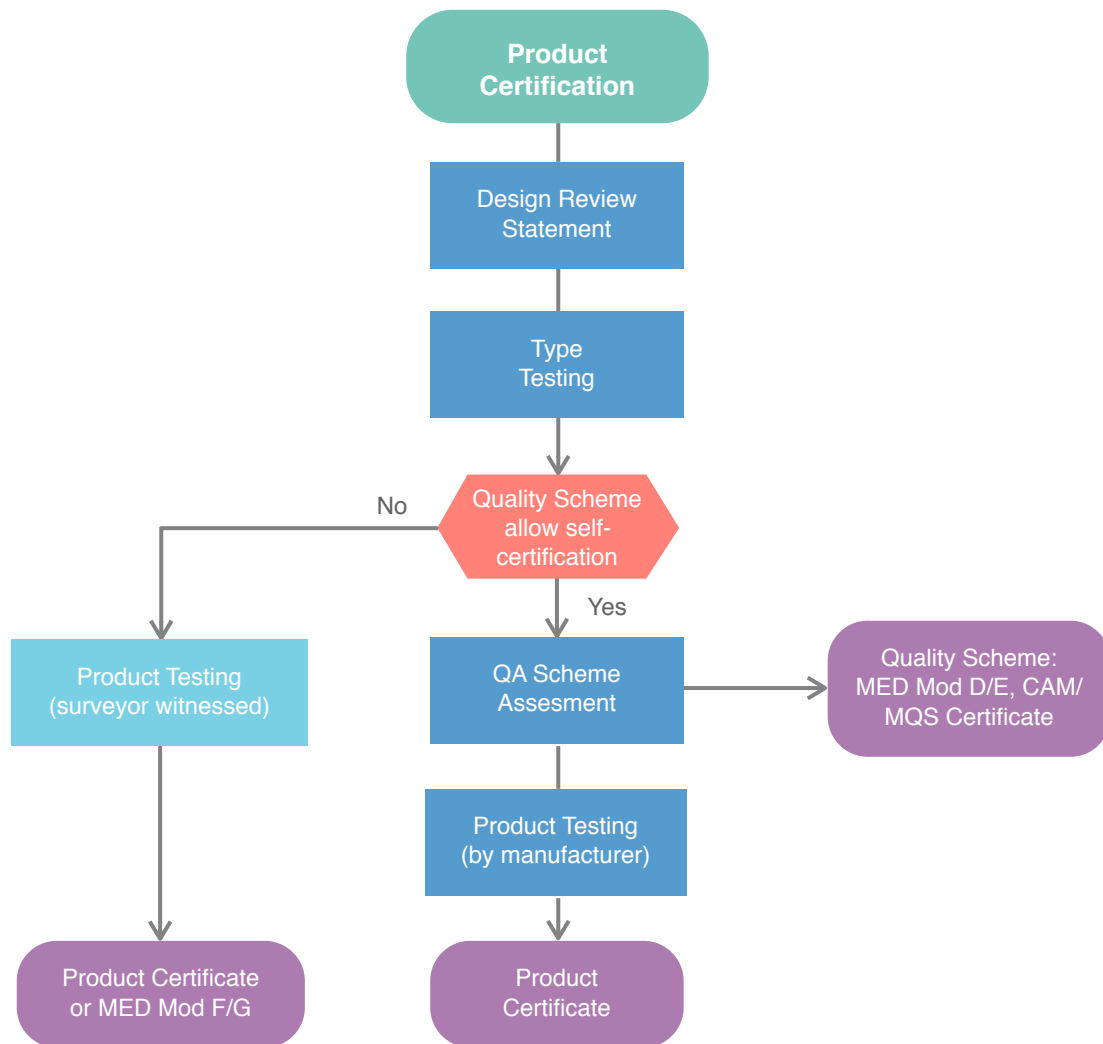 Product
Certification
Design Review
Statement
Type
Testing
Quality Scheme
allow self-
certification
No
Yes
Product Testing
(surveyor witnessed)
QA Scheme
Assesment
Quality Scheme:
MED Mod D/E, CAM/
MQS Certificate
Product Testing
(by manufacturer)
Product Certificate
or MED Mod F/G
Product
Certificate